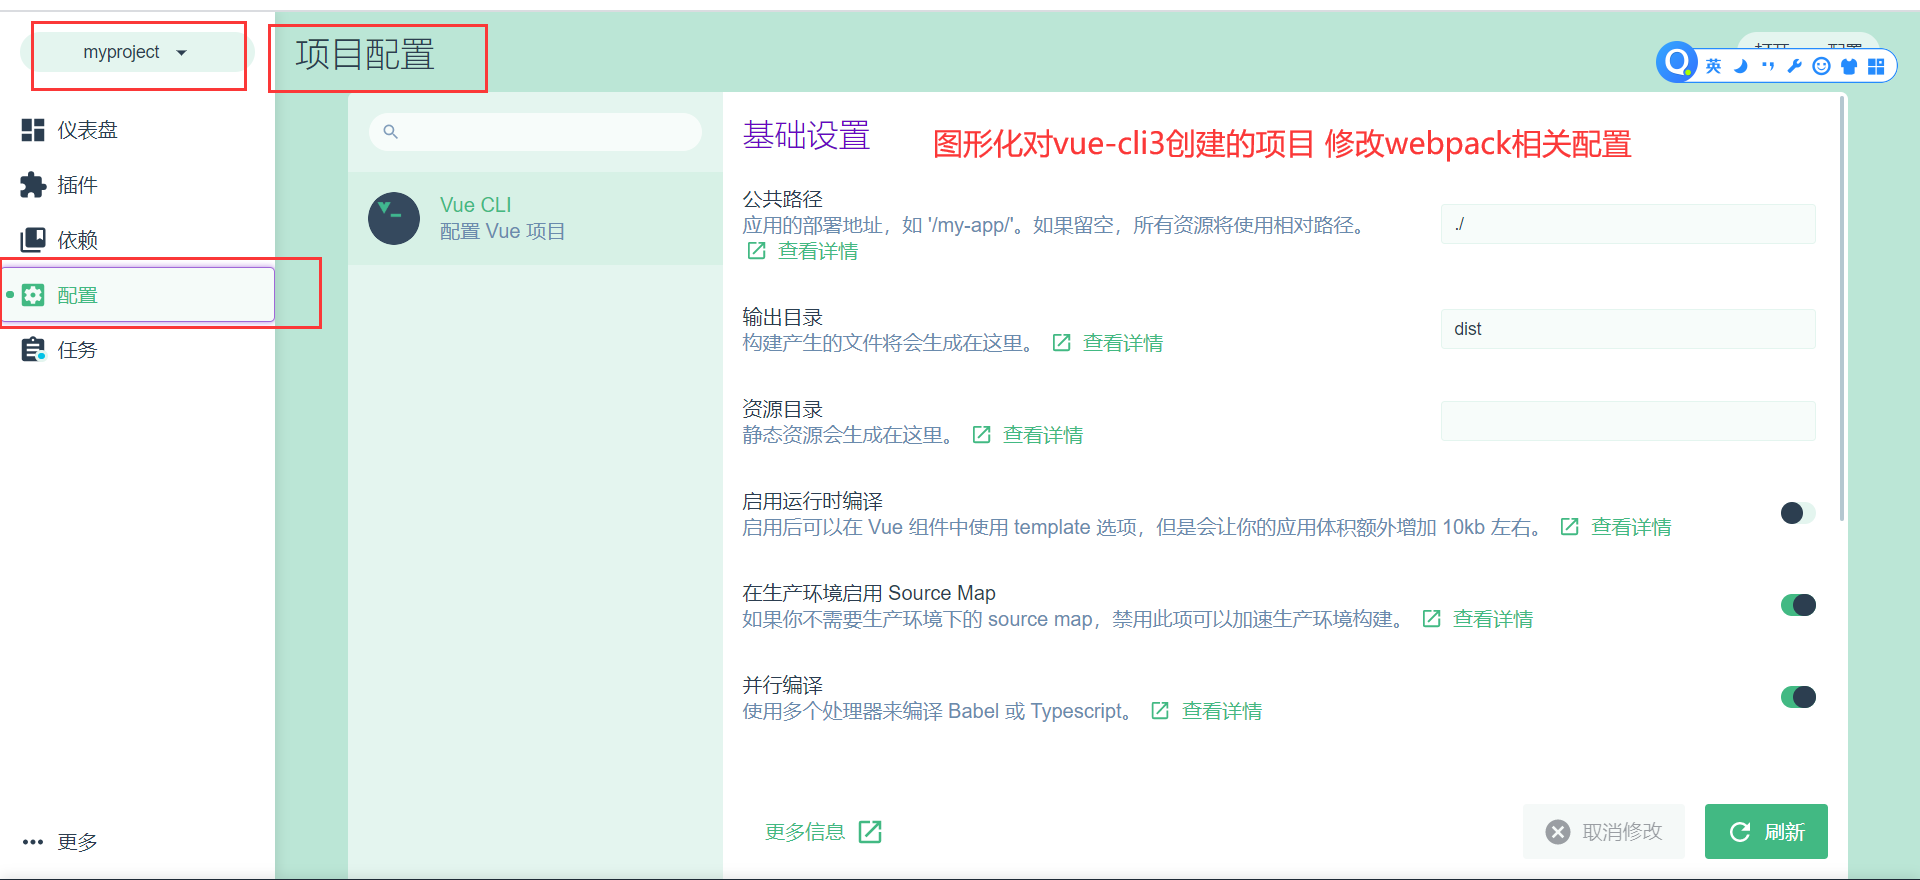 myproject
项目配置
打开 配置
英
仪表盘
插件
依赖
配置
任务
更多
Vue CLI
配置 Vue 项目
基础设置
图形化对vue-cli3创建的项目 修改webpack相关配置
公共路径
应用的部署地址，如 '/my-app/'。如果留空，所有资源将使用相对路径。
查看详情
./
输出目录
构建产生的文件将会生成在这里。 查看详情
dist
资源目录
静态资源会生成在这里。 查看详情
启用运行时编译
启用后可以在 Vue 组件中使用 template 选项，但是会让你的应用体积额外增加 10kb 左右。 查看详情
在生产环境启用 Source Map
如果你不需要生产环境下的 source map，禁用此项可以加速生产环境构建。 查看详情
并行编译
使用多个处理器来编译 Babel 或 Typescript。 查看详情
更多信息
取消修改
刷新